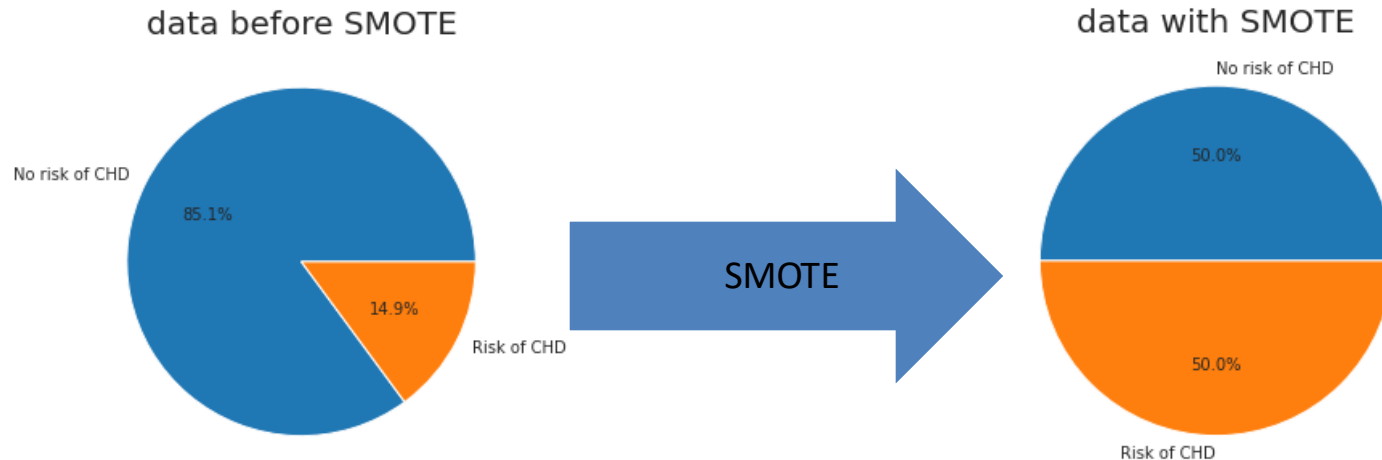 data before SMOTE
No risk of CHD
85.1%
14.9%
Risk of CHD
SMOTE
data with SMOTE
No risk of CHD
50.0%
50.0%
Risk of CHD